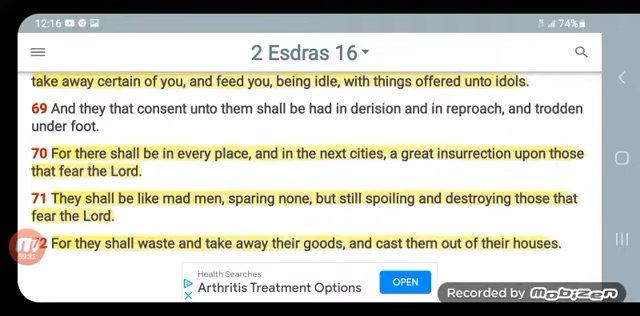 12:16
74%
2 Esdras 16
take away certain of you, and feed you, being idle, with things offered unto idols.
69 And they that consent unto them shall be had in derision and in reproach, and trodden
under foot.
70 For there shall be in every place, and in the next cities, a great insurrection upon those
that fear the Lord.
71 They shall be like mad men, sparing none, but still spoiling and destroying those that
fear the Lord.
2 For they shall waste and take away their goods, and cast them out of their houses.
59:31
Health Searches
Arthritis Treatment Options
OPEN
Recorded by mobizen